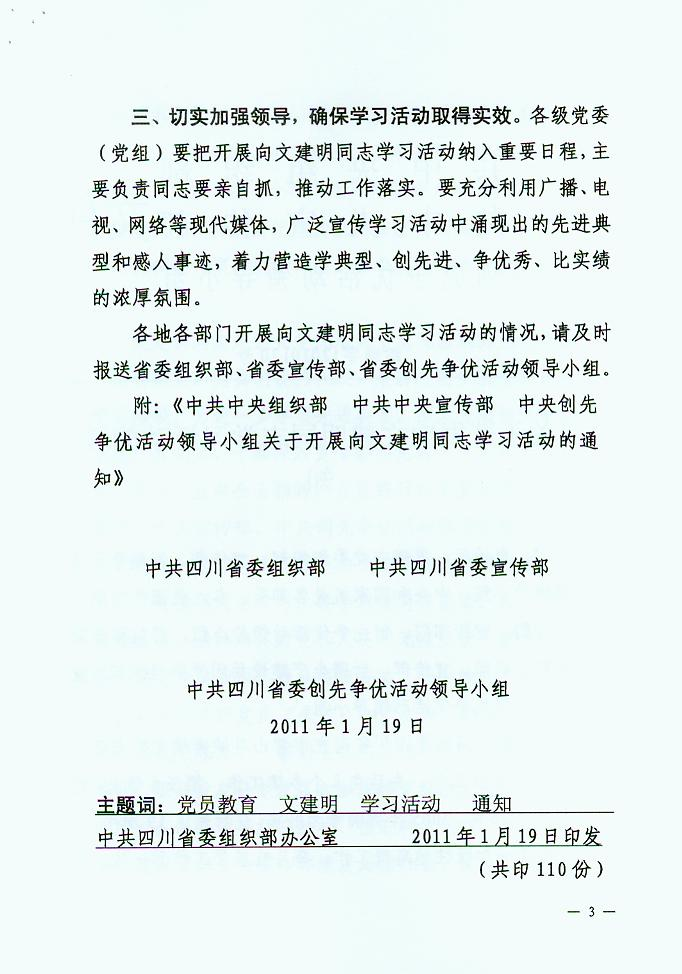 三、切实加强领导，确保学习活动取得实效。各级党委
（党组）要把开展向文建明同志学习活动纳入重要日程，主
要负责同志要亲自抓，推动工作落实。要充分利用广播、电
视、网络等现代媒体，广泛宣传学习活动中涌现出的先进典
型和感人事迹，着力营造学典型、创先进、争优秀、比实绩
的浓厚氛围。
各地各部门开展向文建明同志学习活动的情况，请及时
报送省委组织部、省委宣传部、省委创先争优活动领导小组。
附：《中共中央组织部　中共中央宣传部　中央创先
争优活动领导小组关于开展向文建明同志学习活动的通
知》
中共四川省委组织部　　中共四川省委宣传部
中共四川省委创先争优活动领导小组
2011年1月19日
主题词：党员教育　文建明　学习活动　通知
中共四川省委组织部办公室　　2011年1月19日印发
（共印110份）
— 3 —